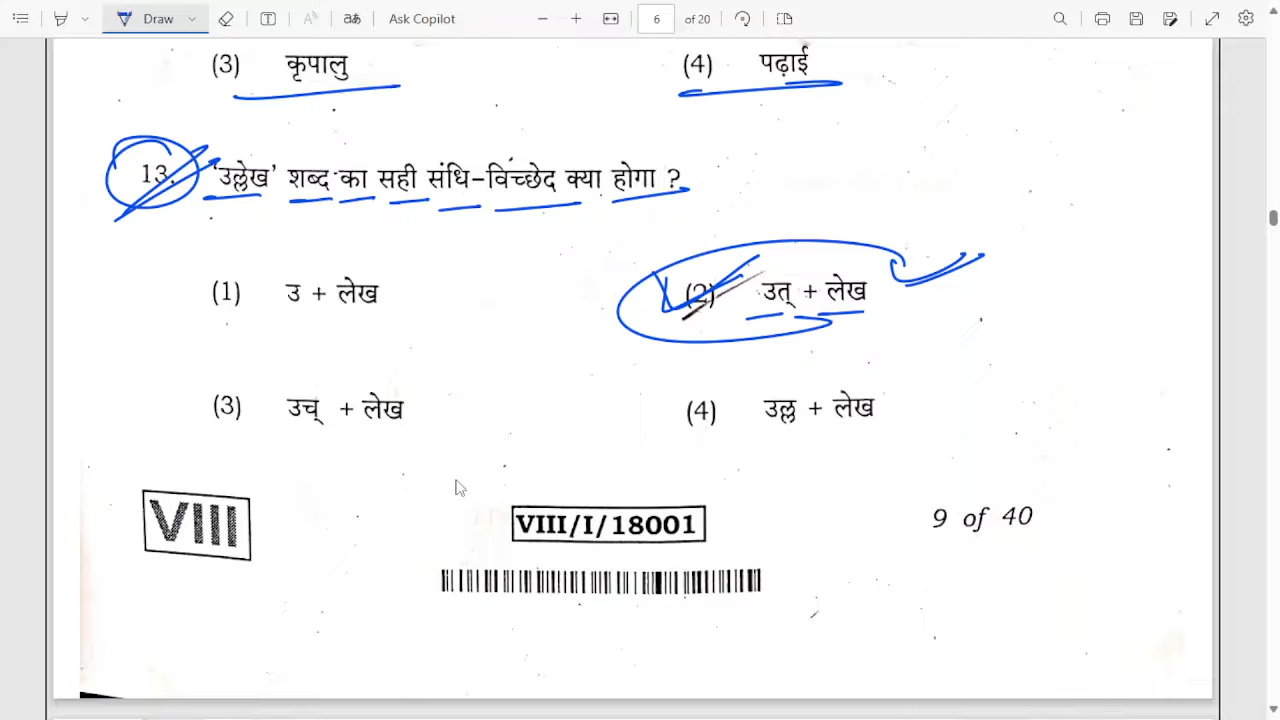 Draw
Ask Copilot
6 of 20
(3) कृपालु (4) पढ़ाई
13. 'उल्लेख' शब्द का सही संधि-विच्छेद क्या होगा ?
(1) उ + लेख (2) उत् + लेख
(3) उच् + लेख (4) उल्ल + लेख
VIII VIII/I/18001 9 of 40